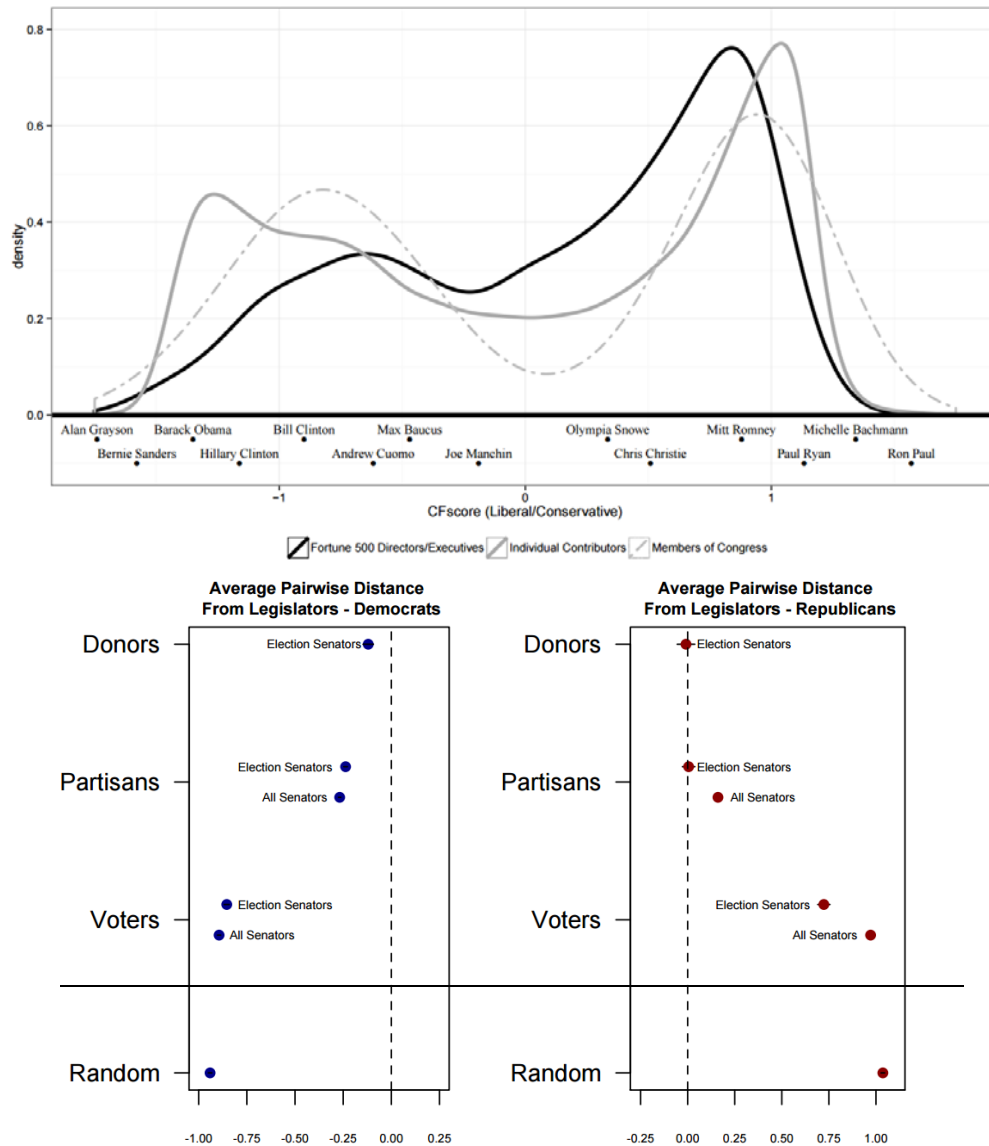 0.8
0.6
0.4
0.2
0.0
density
Alan Grayson Barack Obama Bill Clinton Max Baucus Olympia Snowe Mitt Romney Michelle Bachmann
Bernie Sanders Hillary Clinton Andrew Cuomo Joe Manchin Chris Christie Paul Ryan Ron Paul
−1 0 1
CFscore (Liberal/Conservative)
Fortune 500 Directors/Executives Individual Contributors Members of Congress
Average Pairwise Distance
From Legislators - Democrats
Donors
Election Senators
Partisans
Election Senators
All Senators
Voters
Election Senators
All Senators
Random
-1.00 -0.75 -0.50 -0.25 0.00 0.25
Average Pairwise Distance
From Legislators - Republicans
Donors
Election Senators
Partisans
Election Senators
All Senators
Voters
Election Senators
All Senators
Random
-0.25 0.00 0.25 0.50 0.75 1.00